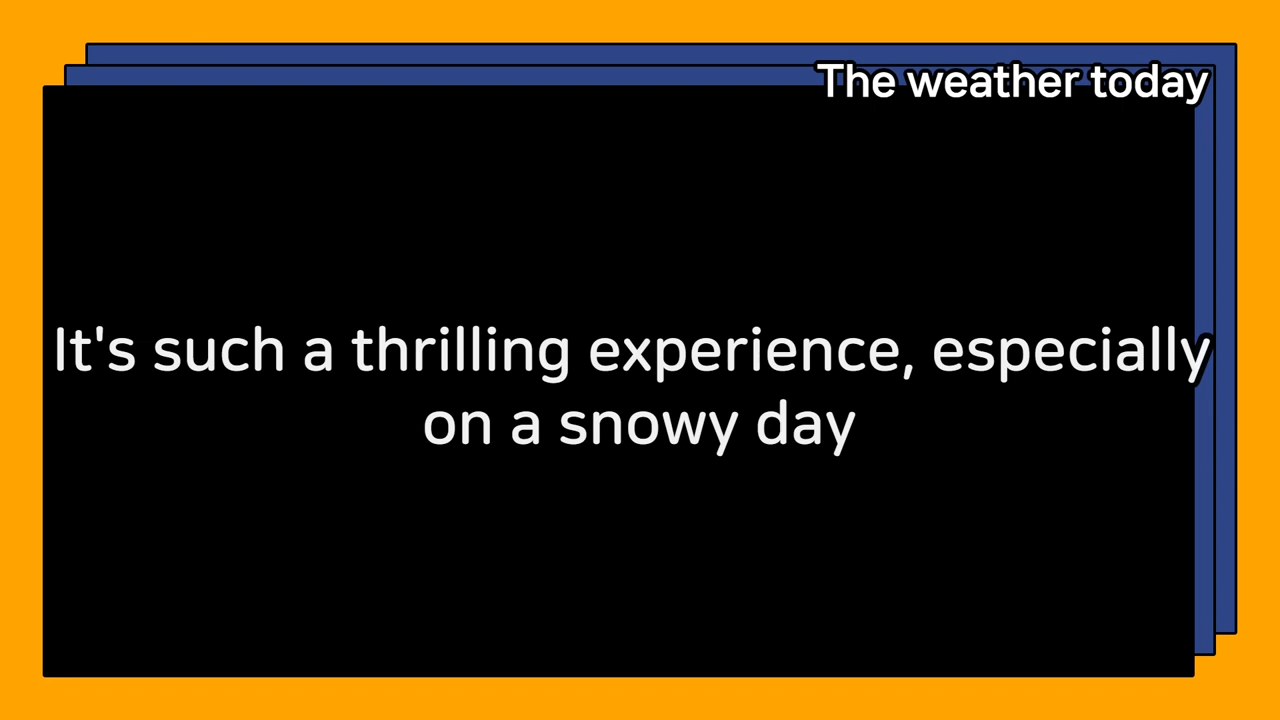 The weather today
It's such a thrilling experience, especially
on a snowy day